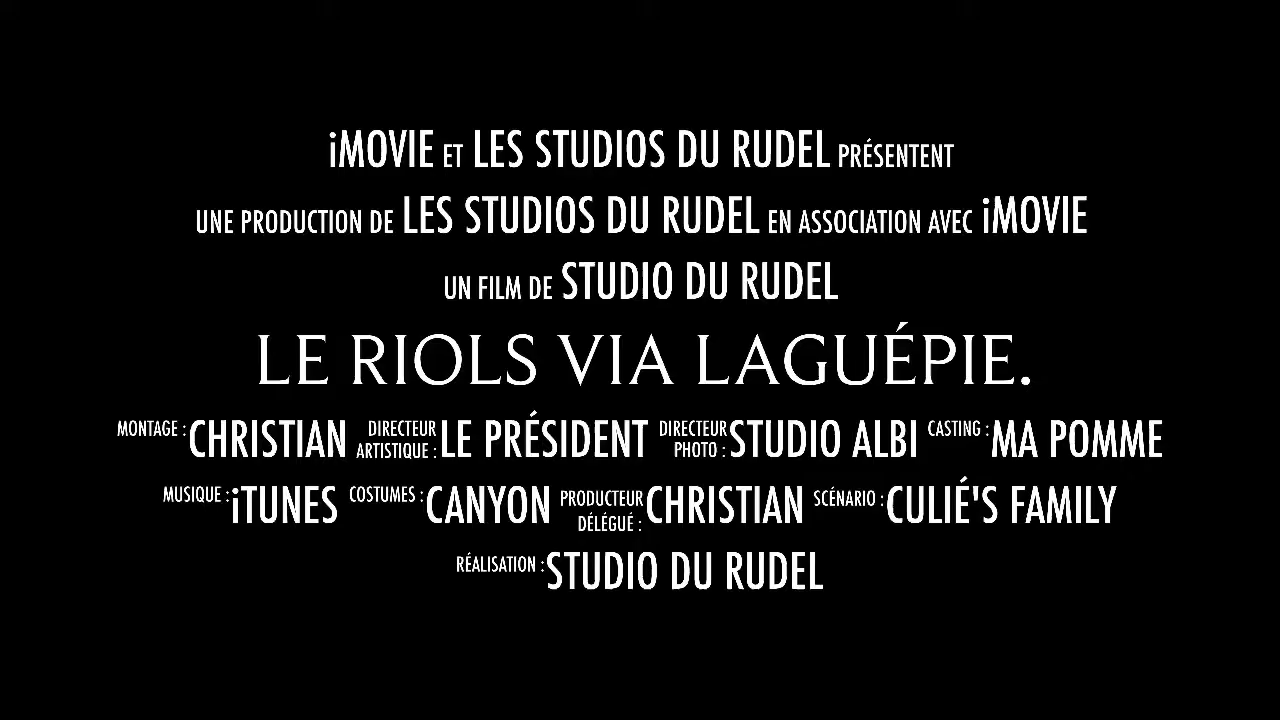 iMOVIE ET LES STUDIOS DU RUDEL PRÉSENTENT
UNE PRODUCTION DE LES STUDIOS DU RUDEL EN ASSOCIATION AVEC iMOVIE
UN FILM DE STUDIO DU RUDEL
LE RIOLS VIA LAGUÉPIE.
MONTAGE : CHRISTIAN DIRECTEUR ARTISTIQUE : LE PRÉSIDENT DIRECTEUR PHOTO : STUDIO ALBI CASTING : MA POMME
MUSIQUE : iTUNES COSTUMES : CANYON PRODUCTEUR DÉLÉGUÉ : CHRISTIAN SCÉNARIO : CULIÉ'S FAMILY
RÉALISATION : STUDIO DU RUDEL